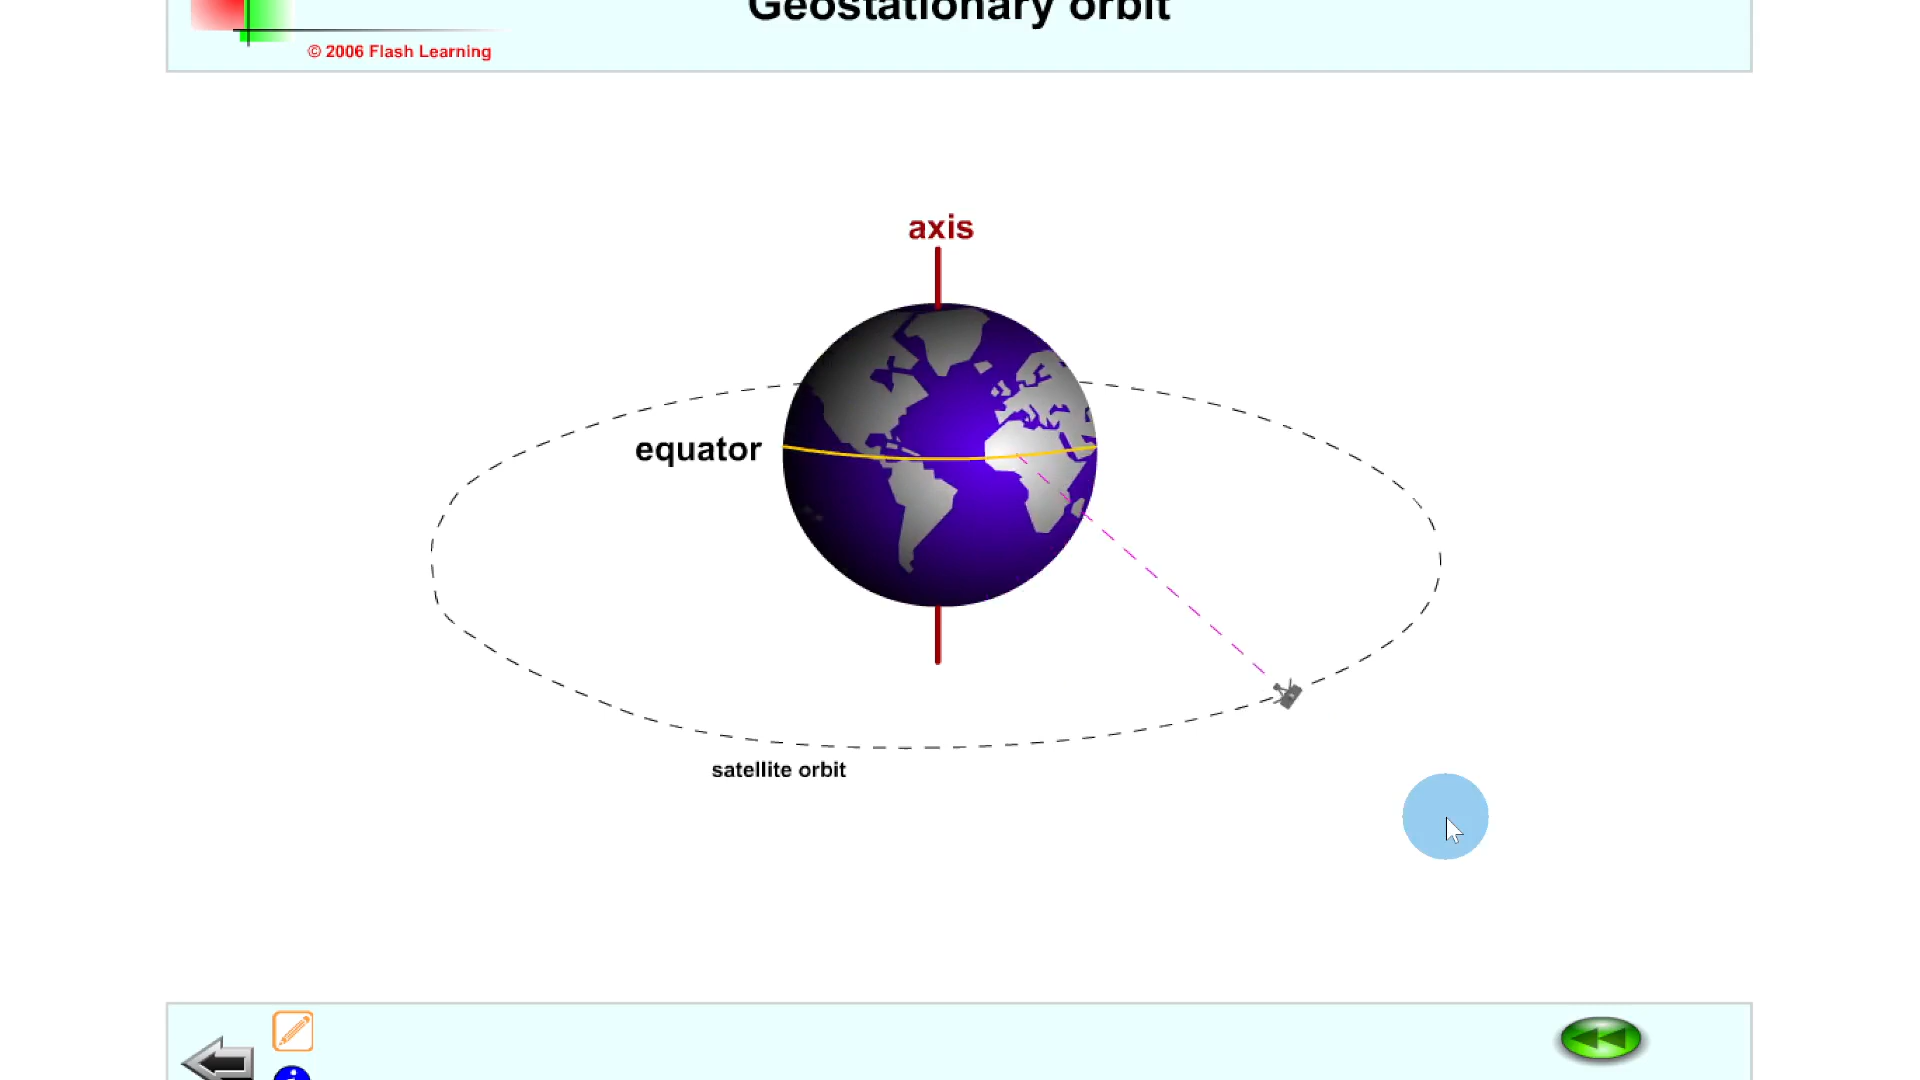 Geostationary orbit
© 2006 Flash Learning
axis
equator
satellite orbit